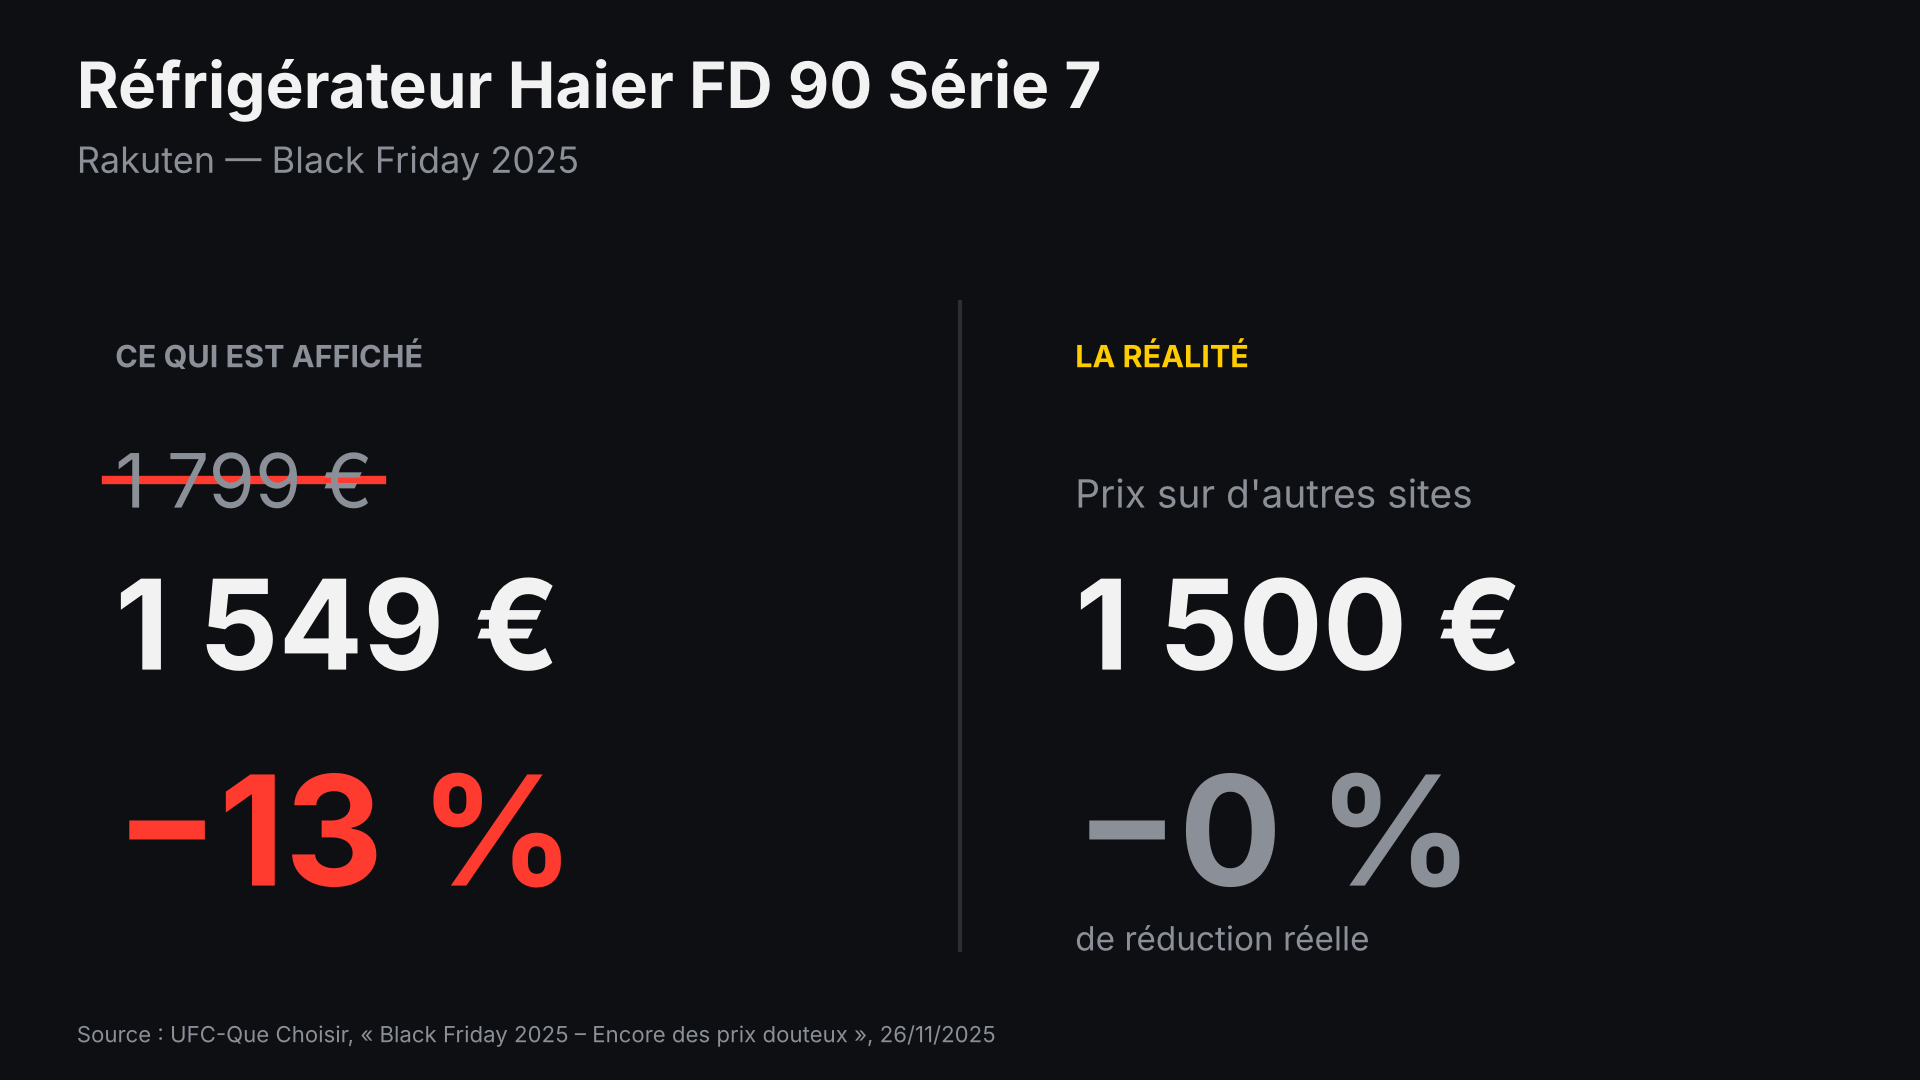 Réfrigérateur Haier FD 90 Série 7
Rakuten — Black Friday 2025
CE QUI EST AFFICHÉ
1 799 €
1 549 €
−13 %
LA RÉALITÉ
Prix sur d'autres sites
1 500 €
−0 %
de réduction réelle
Source : UFC-Que Choisir, « Black Friday 2025 – Encore des prix douteux », 26/11/2025